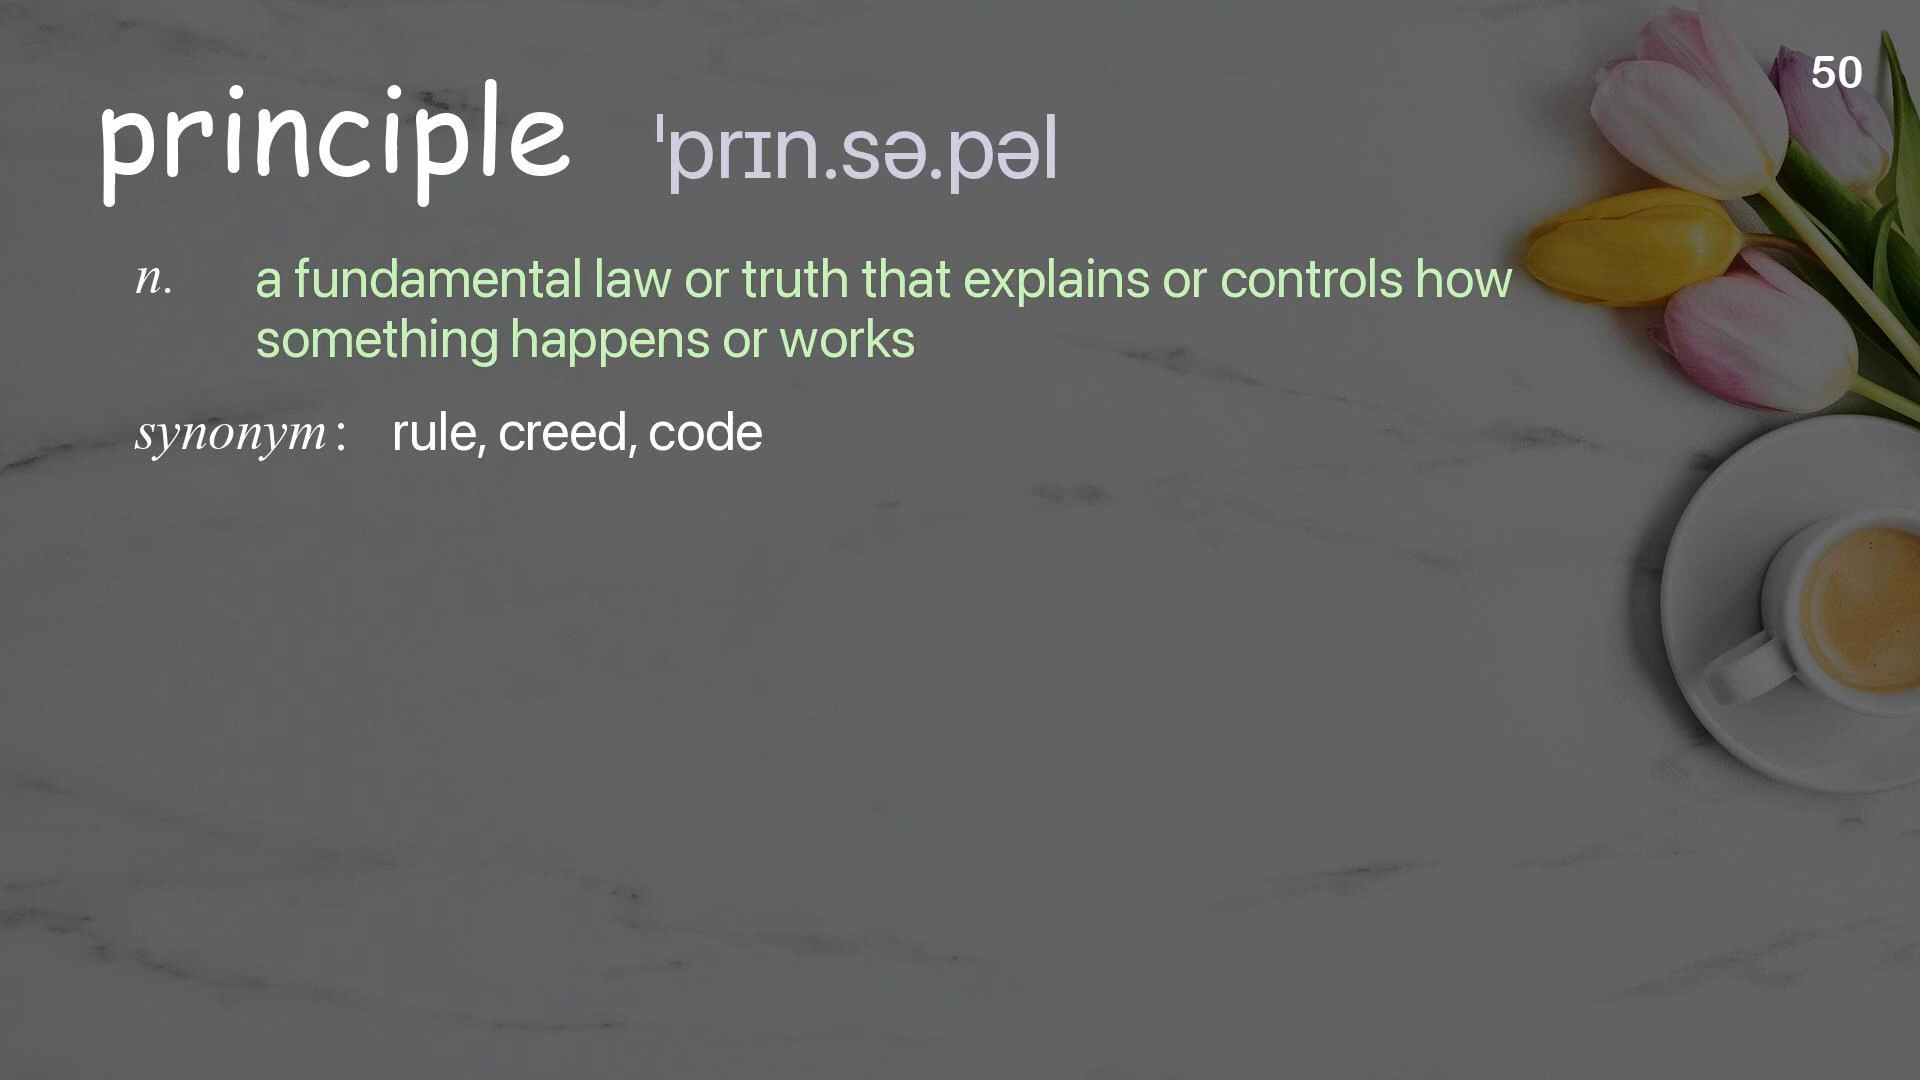 50
principle ˈprɪn.sə.pəl
n. a fundamental law or truth that explains or controls how
something happens or works
synonym: rule, creed, code